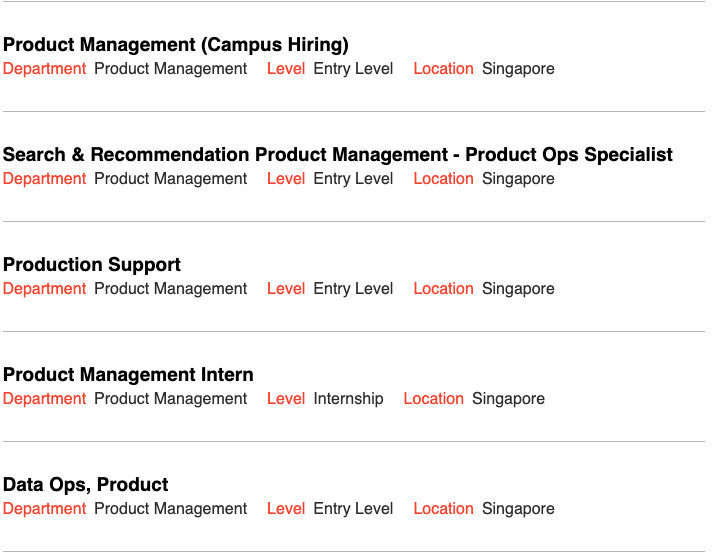 Product Management (Campus Hiring)
Department Product Management Level Entry Level Location Singapore
Search & Recommendation Product Management - Product Ops Specialist
Department Product Management Level Entry Level Location Singapore
Production Support
Department Product Management Level Entry Level Location Singapore
Product Management Intern
Department Product Management Level Internship Location Singapore
Data Ops, Product
Department Product Management Level Entry Level Location Singapore